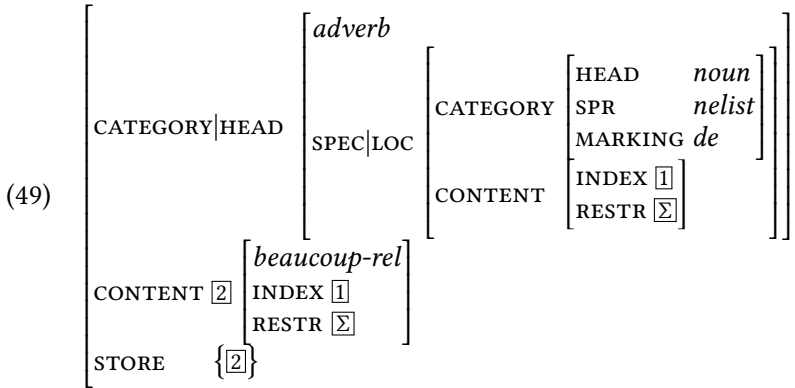 adverb
HEAD noun
CATEGORY SPR nelist
CATEGORY|HEAD SPEC|LOC MARKING de
(49) CONTENT INDEX 1
RESTR Σ
beaucoup-rel
CONTENT 2 INDEX 1
RESTR Σ
STORE {2}